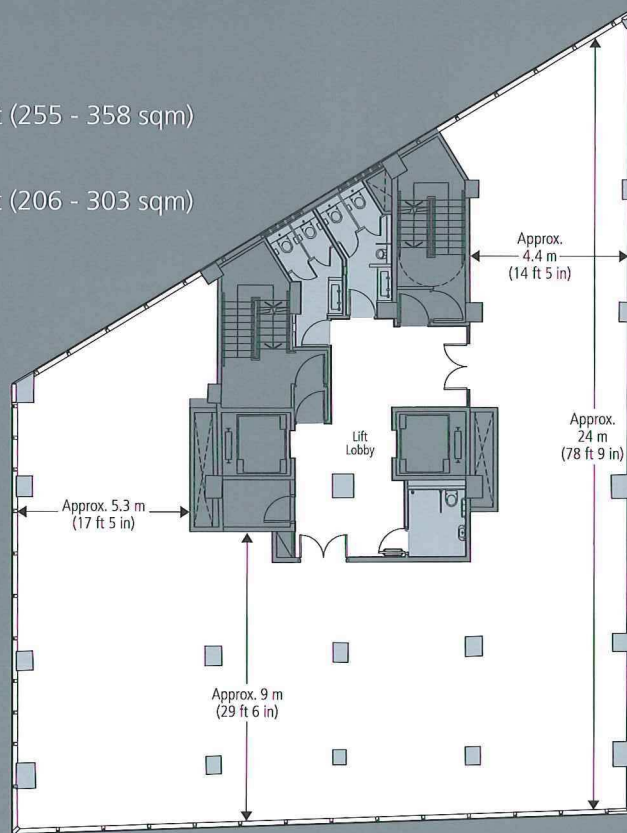 t (255 - 358 sqm)
t (206 - 303 sqm)
Approx.
4.4 m
(14 ft 5 in)
Approx.
24 m
(78 ft 9 in)
Lift
Lobby
Approx. 5.3 m
(17 ft 5 in)
Approx. 9 m
(29 ft 6 in)